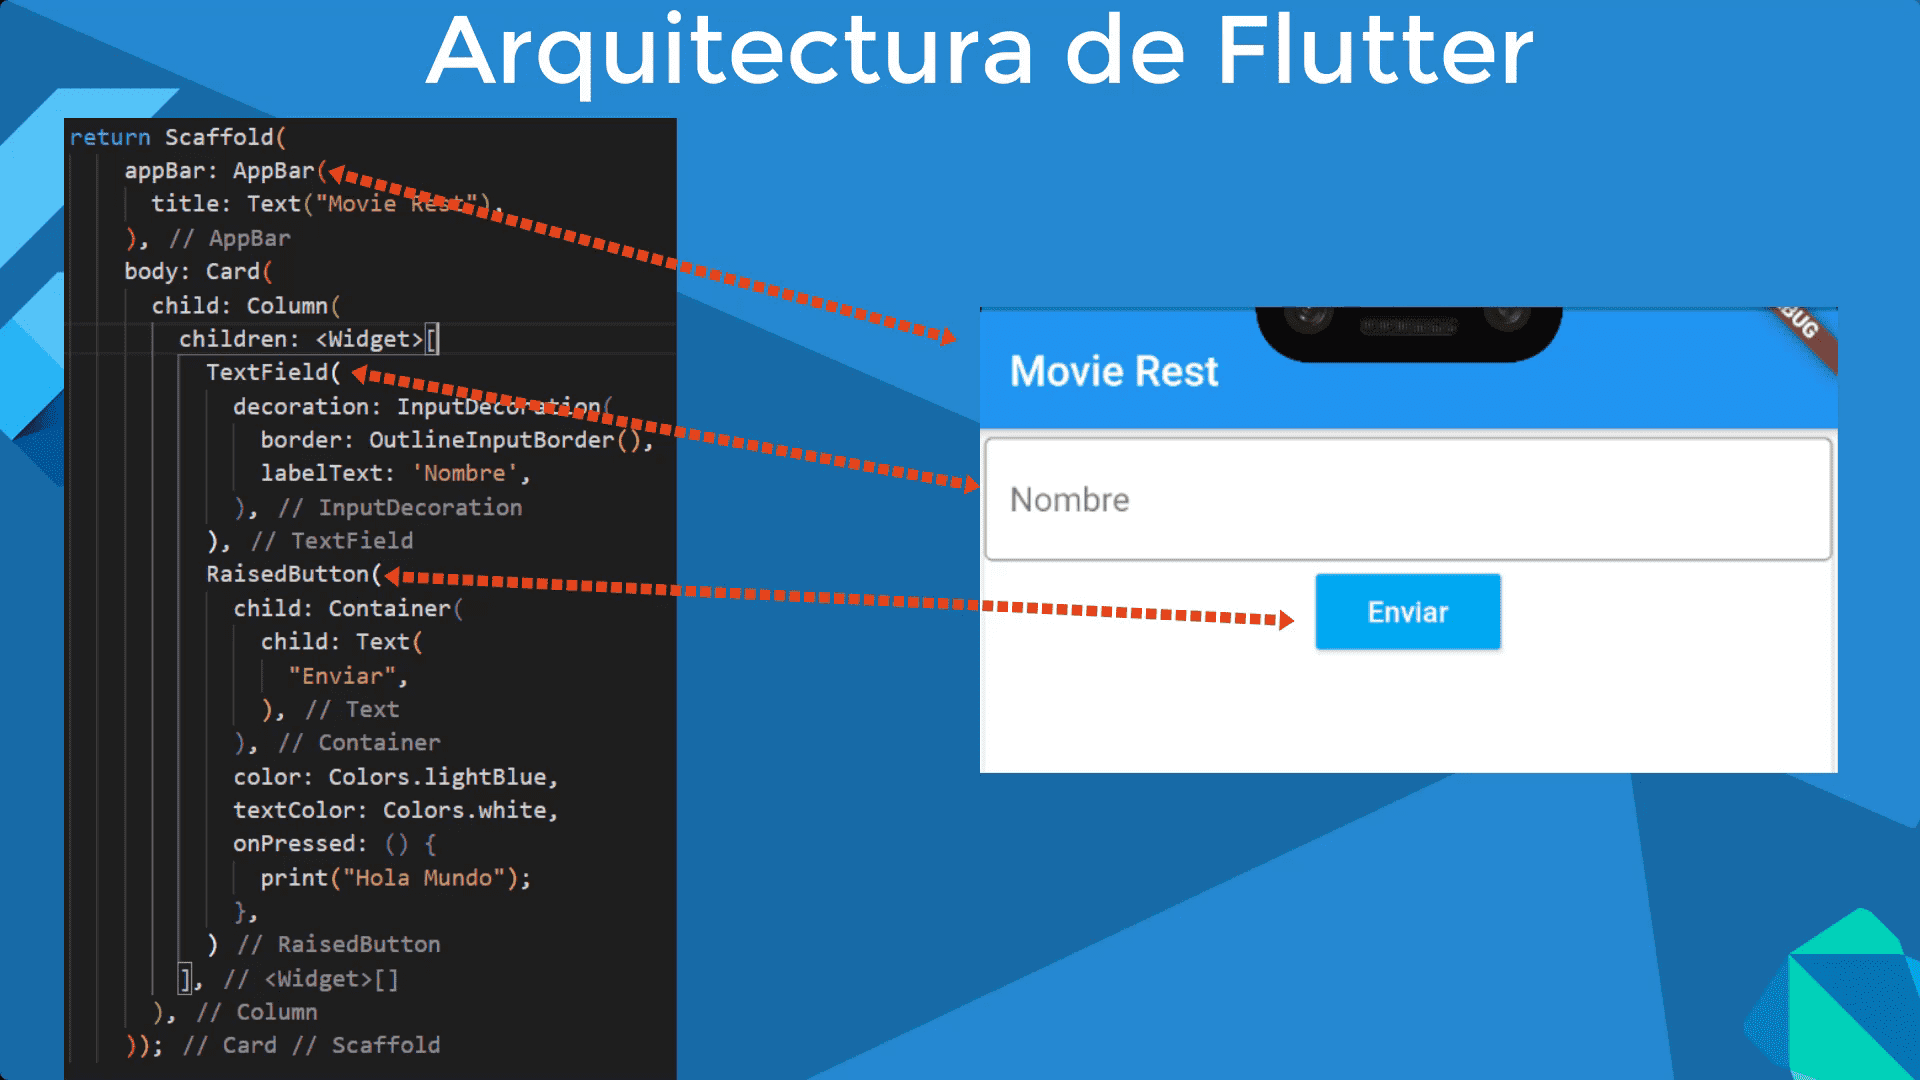 Arquitectura de Flutter
return Scaffold(
appBar: AppBar(
title: Text("Movie Rest"),
), // AppBar
body: Card(
child: Column(
children: <Widget>[
TextField(
decoration: InputDecoration(
border: OutlineInputBorder(),
labelText: 'Nombre',
), // InputDecoration
), // TextField
RaisedButton(
child: Container(
child: Text(
"Enviar",
), // Text
), // Container
color: Colors.lightBlue,
textColor: Colors.white,
onPressed: () {
print("Hola Mundo");
},
) // RaisedButton
], // <Widget>[]
), // Column
)); // Card // Scaffold
BUG
Movie Rest
Nombre
Enviar